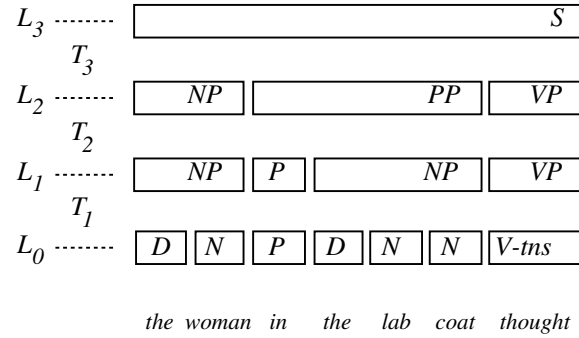 L3 ........ S
T3
L2 ........ NP PP VP
T2
L1 ........ NP P NP VP
T1
L0 ........ D N P D N N V-tns
the woman in the lab coat thought